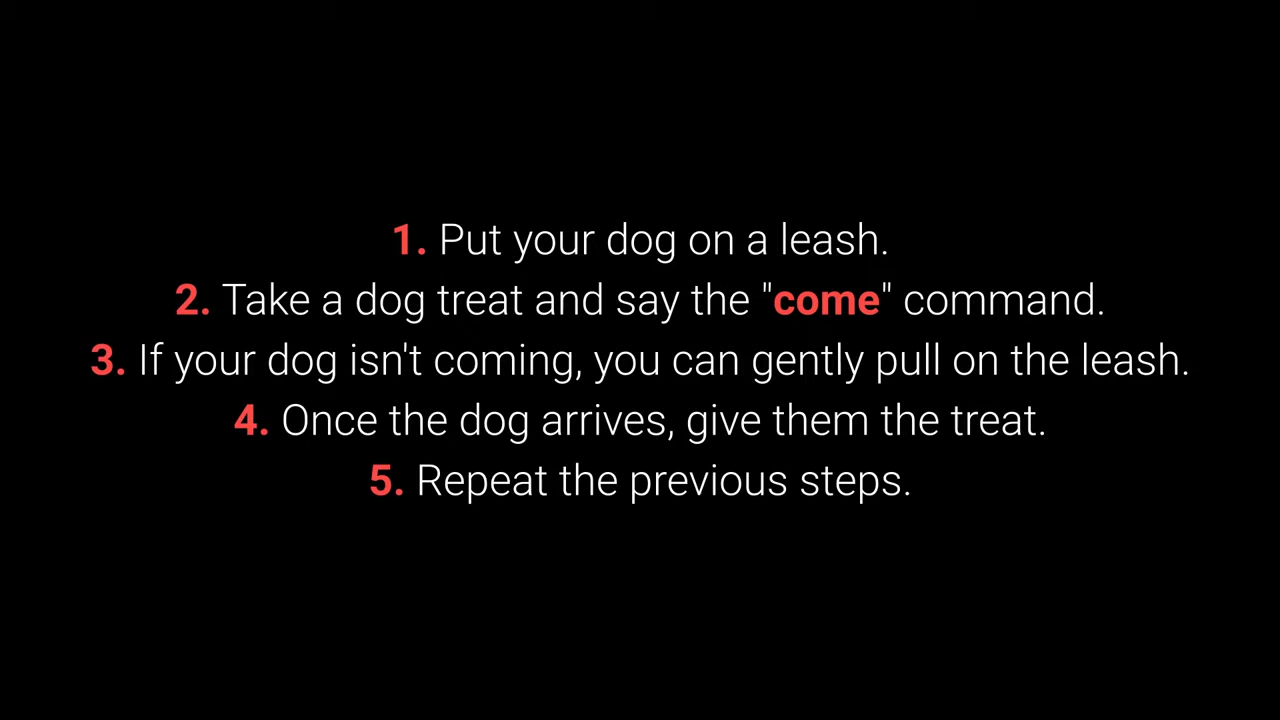 1. Put your dog on a leash.
2. Take a dog treat and say the "come" command.
3. If your dog isn't coming, you can gently pull on the leash.
4. Once the dog arrives, give them the treat.
5. Repeat the previous steps.